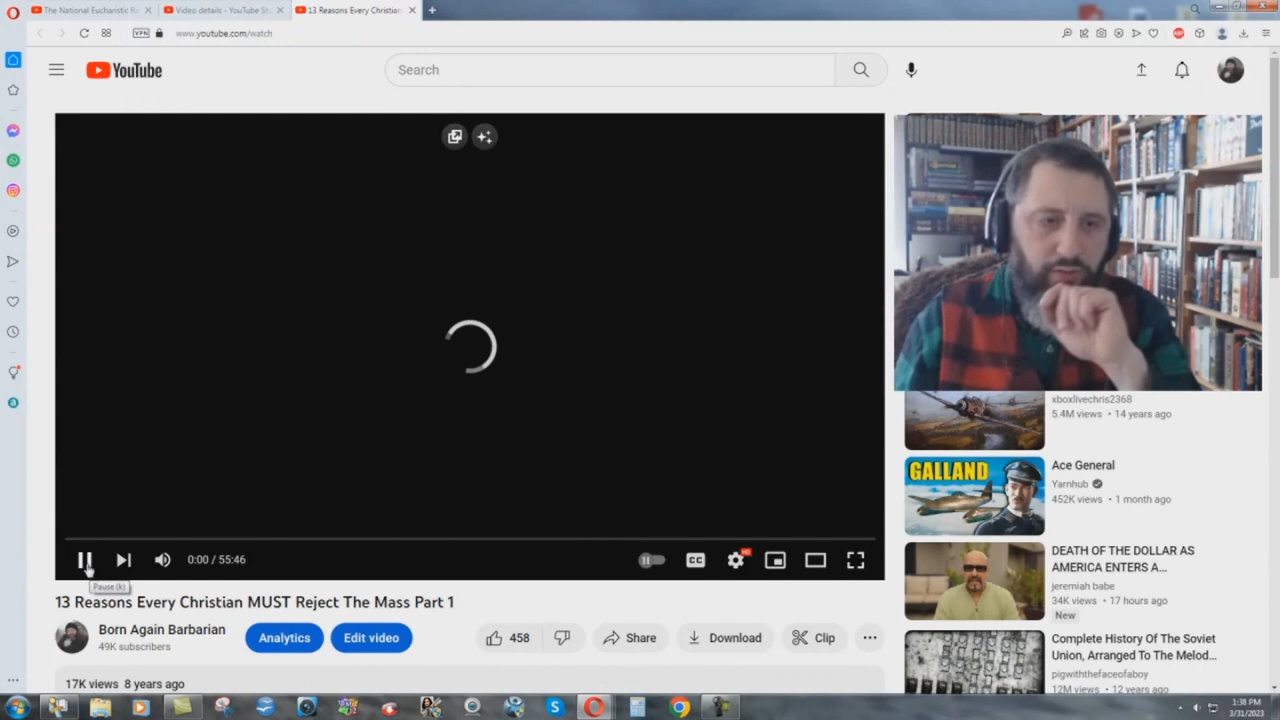 The National Eucharistic Re
Video details - YouTube St
13 Reasons Every Christian
VPN
www.youtube.com/watch
YouTube
Search
0:00 / 55:46
CC
HD
Pause (k)
13 Reasons Every Christian MUST Reject The Mass Part 1
Born Again Barbarian
49K subscribers
Analytics
Edit video
458
Share
Download
Clip
17K views 8 years ago
xboxlivechris2368
5.4M views • 14 years ago
GALLAND
Ace General
Yarnhub
452K views • 1 month ago
DEATH OF THE DOLLAR AS
AMERICA ENTERS A...
jeremiah babe
34K views • 17 hours ago
New
Complete History Of The Soviet
Union, Arranged To The Melod...
pigwiththefaceofaboy
12M views • 12 years ago
1:38 PM
3/31/2023